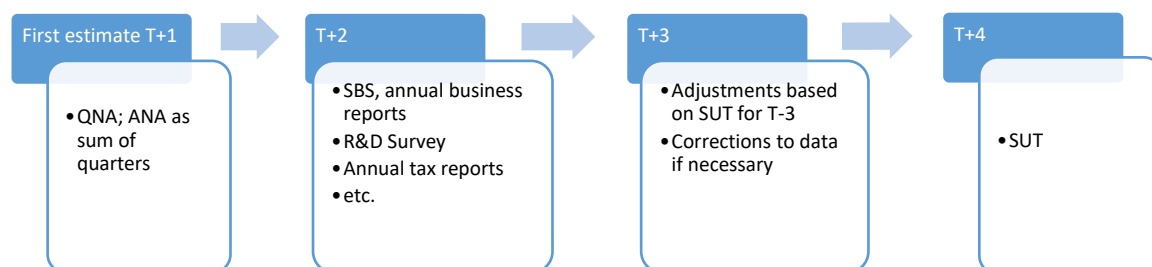 First estimate T+1
•QNA; ANA as
sum of
quarters
T+2
•SBS, annual business
reports
•R&D Survey
•Annual tax reports
•etc.
T+3
•Adjustments based
on SUT for T-3
•Corrections to data
if necessary
T+4
•SUT